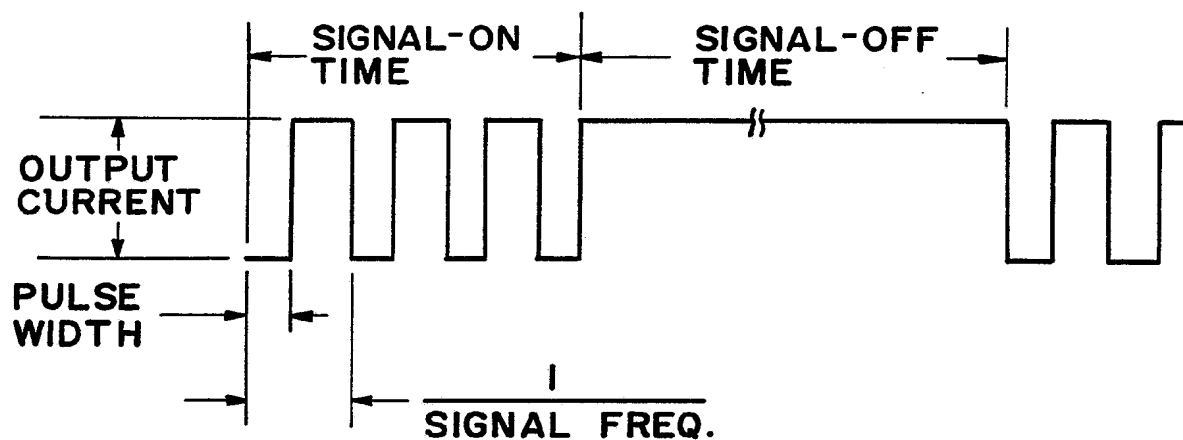 SIGNAL-ON
TIME
SIGNAL-OFF
TIME
OUTPUT
CURRENT
PULSE
WIDTH
1
SIGNAL FREQ.